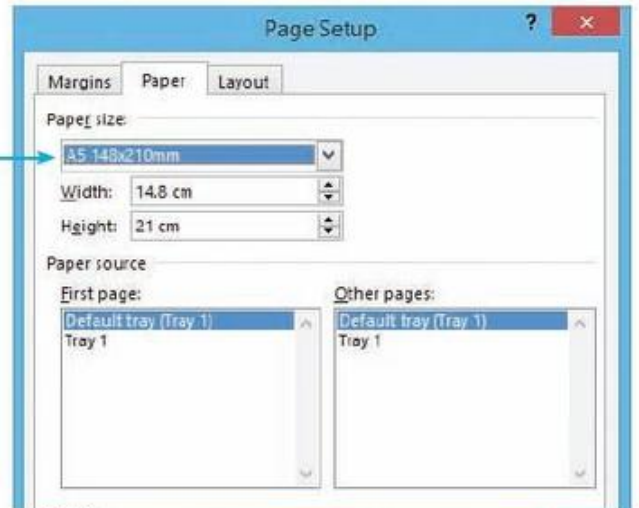 Page Setup ?
Margins Paper Layout
Paper size:
A5 148x210mm
Width: 14.8 cm
Height: 21 cm
Paper source
First page: Other pages:
Default tray (Tray 1) Default tray (Tray 1)
Tray 1 Tray 1